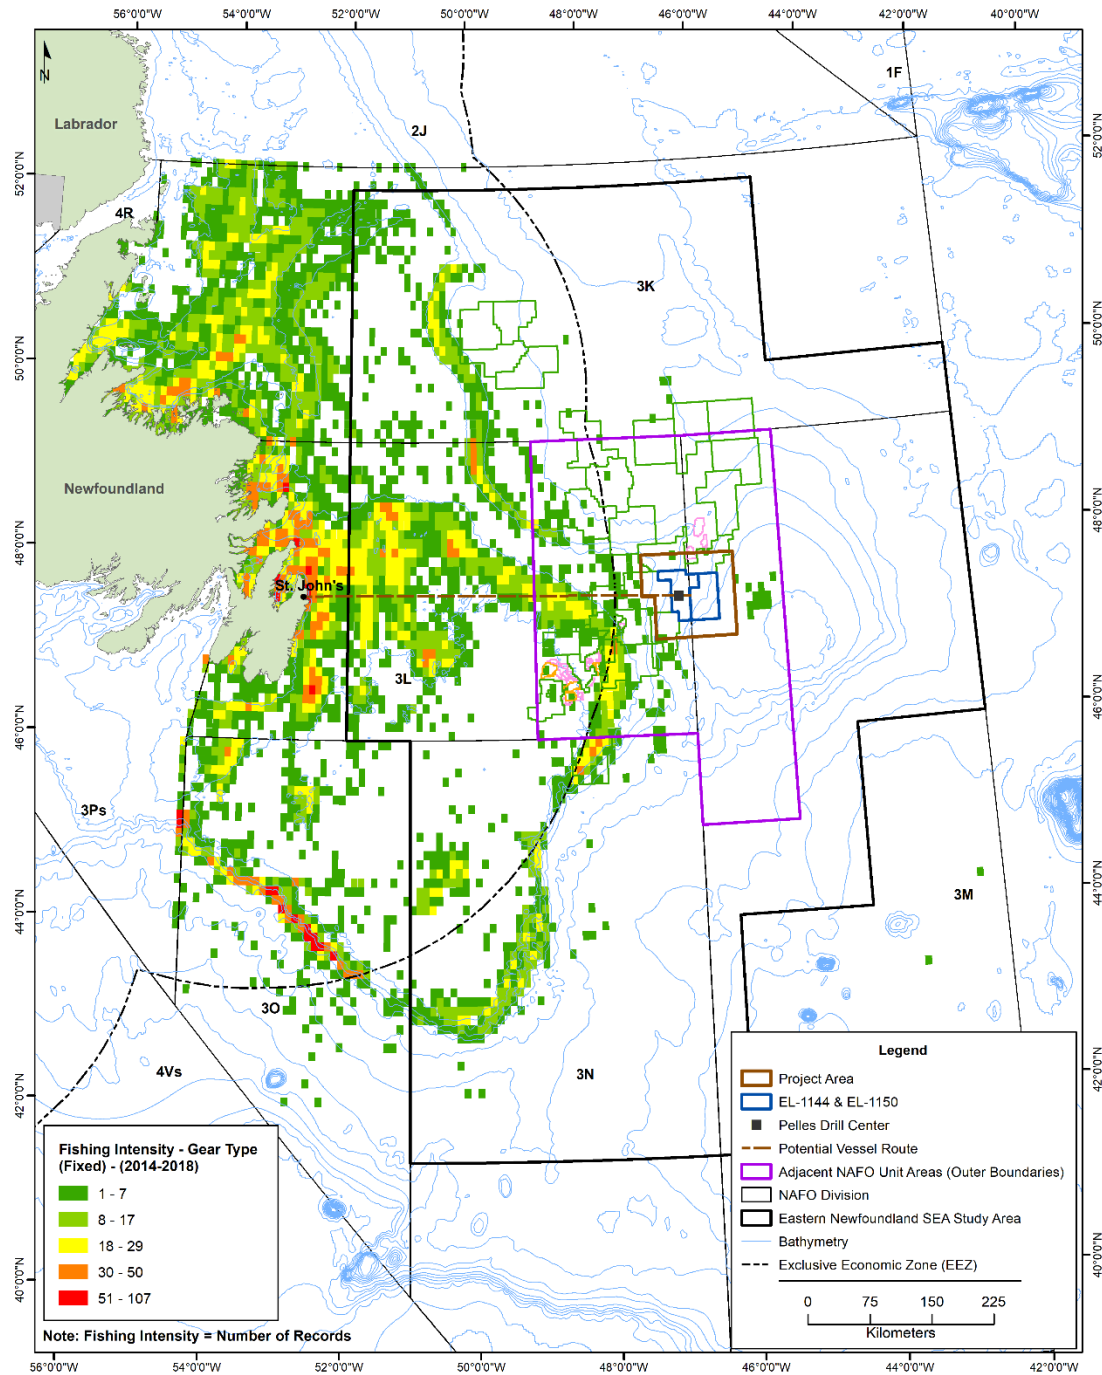 56°0'0"W 54°0'0"W 52°0'0"W 50°0'0"W 48°0'0"W 46°0'0"W 44°0'0"W 42°0'0"W 40°0'0"W
N
1F
Labrador
2J
52°0'0"N
52°0'0"N
4R
3K
50°0'0"N
50°0'0"N
Newfoundland
48°0'0"N
48°0'0"N
St. John's
3L
46°0'0"N
46°0'0"N
3Ps
44°0'0"N
44°0'0"N
3M
3O
4Vs
3N
42°0'0"N
42°0'0"N
40°0'0"N
40°0'0"N
Fishing Intensity - Gear Type
(Fixed) - (2014-2018)
1 - 7
8 - 17
18 - 29
30 - 50
51 - 107
Note: Fishing Intensity = Number of Records
Legend
Project Area
EL-1144 & EL-1150
Pelles Drill Center
Potential Vessel Route
Adjacent NAFO Unit Areas (Outer Boundaries)
NAFO Division
Eastern Newfoundland SEA Study Area
Bathymetry
Exclusive Economic Zone (EEZ)
0 75 150 225
Kilometers
56°0'0"W 54°0'0"W 52°0'0"W 50°0'0"W 48°0'0"W 46°0'0"W 44°0'0"W 42°0'0"W